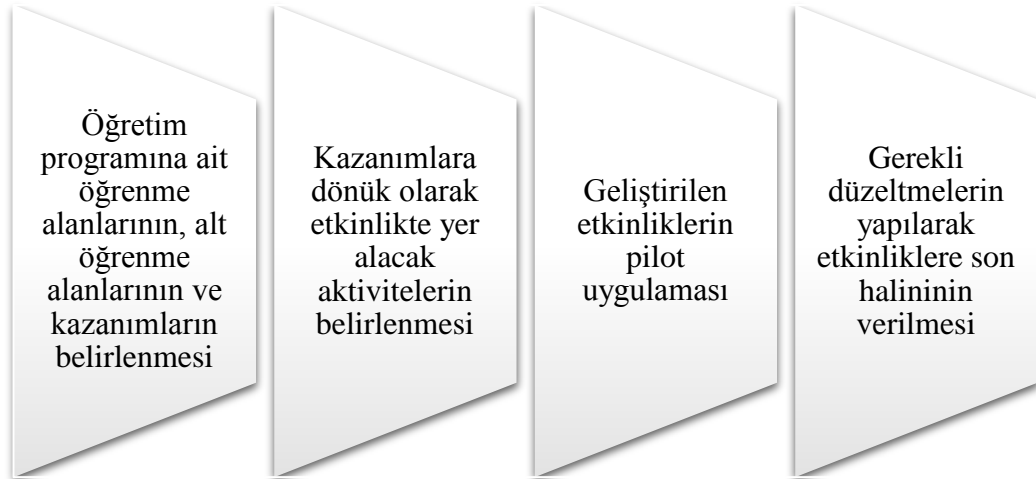 Öğretim
programına ait
öğrenme
alanlarının, alt
öğrenme
alanlarının ve
kazanımların
belirlenmesi
Kazanımlara
dönük olarak
etkinlikte yer
alacak
aktivitelerin
belirlenmesi
Geliştirilen
etkinliklerin
pilot
uygulaması
Gerekli
düzeltmelerin
yapılarak
etkinliklere son
halininin
verilmesi